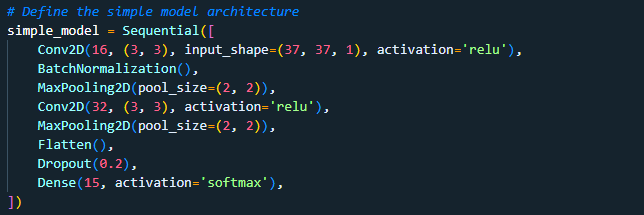 # Define the simple model architecture
simple_model = Sequential([
    Conv2D(16, (3, 3), input_shape=(37, 37, 1), activation='relu'),
    BatchNormalization(),
    MaxPooling2D(pool_size=(2, 2)),
    Conv2D(32, (3, 3), activation='relu'),
    MaxPooling2D(pool_size=(2, 2)),
    Flatten(),
    Dropout(0.2),
    Dense(15, activation='softmax'),
])